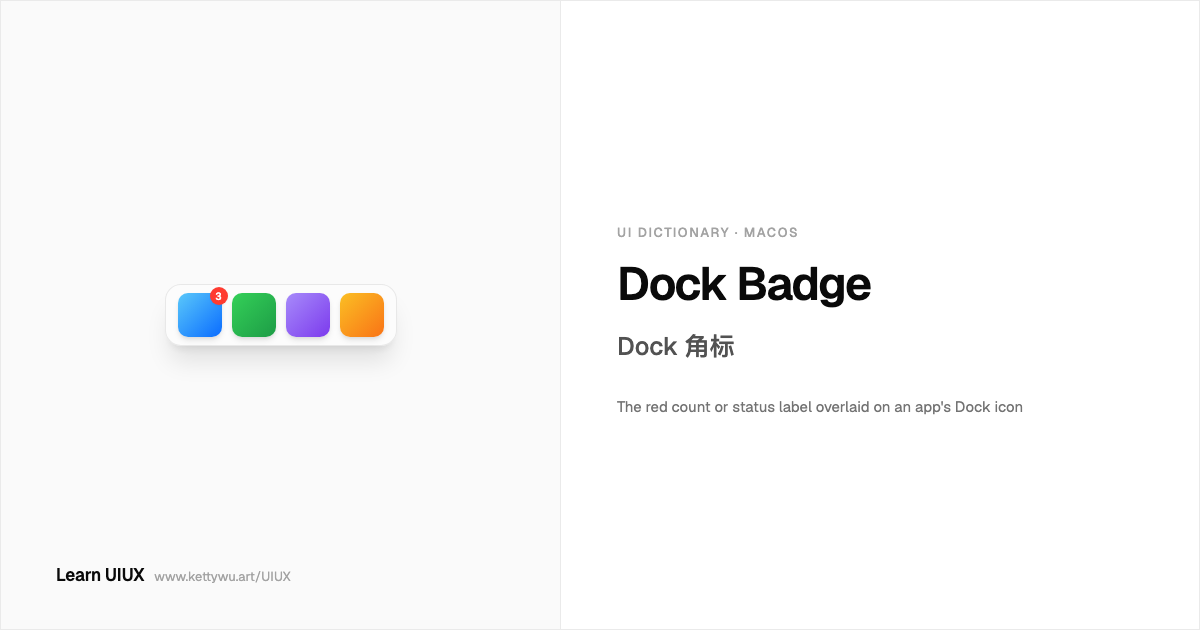 3
UI DICTIONARY · MACOS
Dock Badge
Dock 角标
The red count or status label overlaid on an app's Dock icon
Learn UIUX www.kettywu.art/UIUX